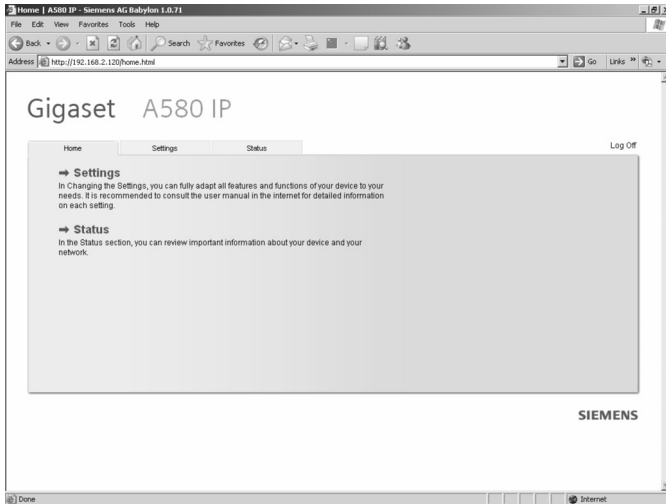 Home | A580 IP - Siemens AG Babylon 1.0.71
File Edit View Favorites Tools Help
Back Search Favorites
Address http://192.168.2.120/home.html Go Links »
Gigaset A580 IP
Home Settings Status Log Off
Settings
In Changing the Settings, you can fully adapt all features and functions of your device to your
needs. It is recommended to consult the user manual in the internet for detailed information
on each setting.
Status
In the Status section, you can review important information about your device and your
network.
SIEMENS
Done Internet